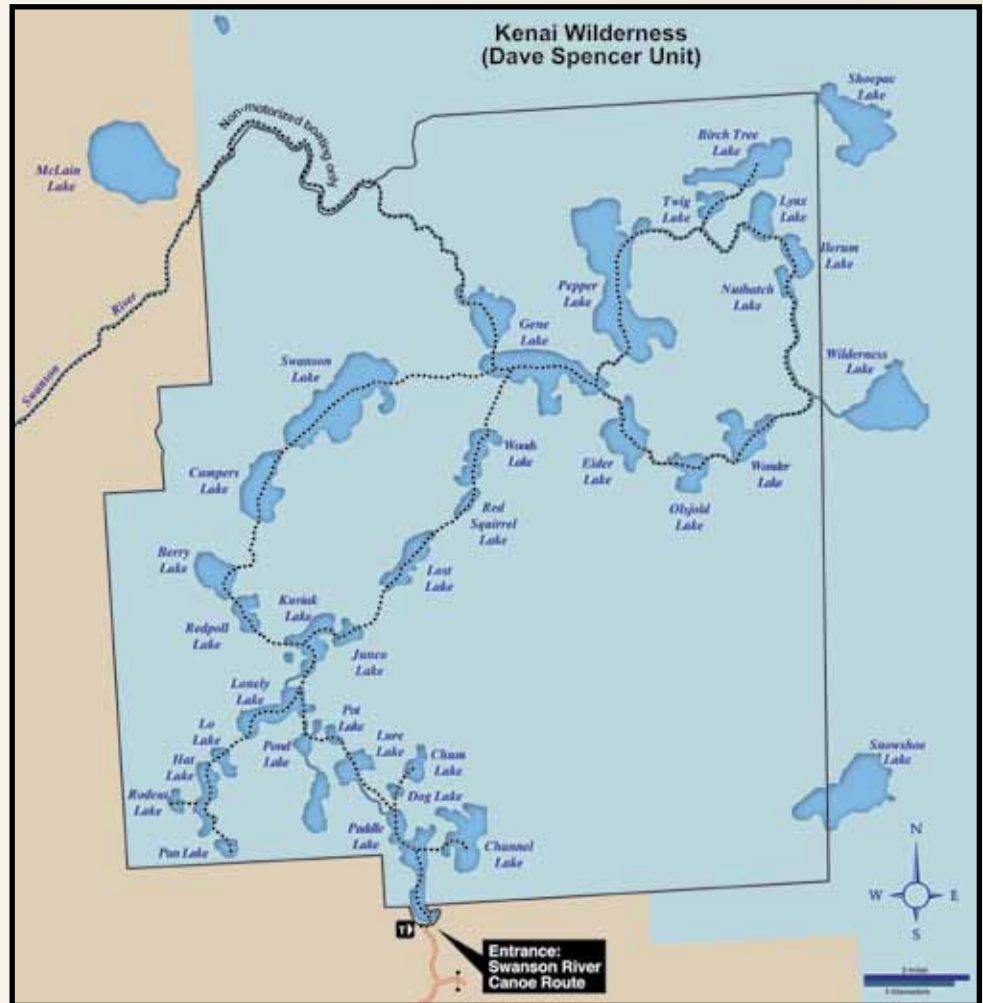 Kenai Wilderness
(Dave Spencer Unit)
Shoepac
Lake
Non-motorized boating only
Birch Tree
Lake
McLain
Lake
Twig
Lake
Lynx
Lake
Ilerum
Lake
Pepper
Lake
Nuthatch
Lake
River
Swanson
Gene
Lake
Swanson
Lake
Wilderness
Lake
Woods
Lake
Eider
Lake
Wonder
Lake
Campers
Lake
Olsjold
Lake
Red
Squirrel
Lake
Berry
Lake
Lost
Lake
Kuviak
Lake
Redpoll
Lake
Junco
Lake
Lonely
Lake
Pot
Lake
Lo
Lake
Pond
Lake
Lure
Lake
Chum
Lake
Hat
Lake
Snowshoe
Lake
Rodent
Lake
Dog Lake
Paddle
Lake
Pan Lake
Channel
Lake
N
W
E
S
T
Entrance:
Swanson River
Canoe Route